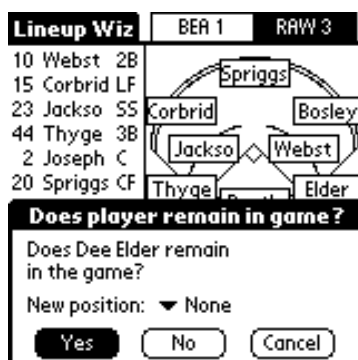 Lineup Wiz BEA 1 RAW 3
10 Webst 2B
15 Corbrid LF
23 Jackso SS
44 Thyge 3B
2 Joseph C
20 Spriggs CF
Spriggs
Corbrid Bosley
Jackso Webst
Thyge Elder
Does player remain in game?
Does Dee Elder remain
in the game?
New position: None
Yes No Cancel